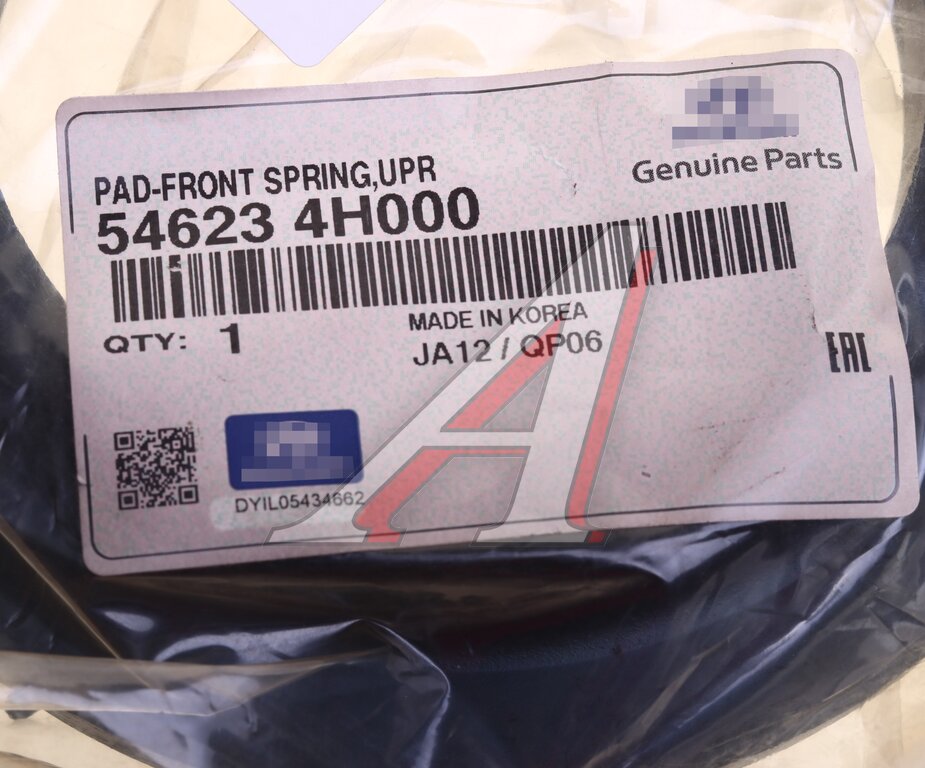 Genuine Parts
PAD-FRONT SPRING,UPR
54623 4H000
MADE IN KOREA
QTY: 1
JA12 / QP06
EAC
DYIL05434662